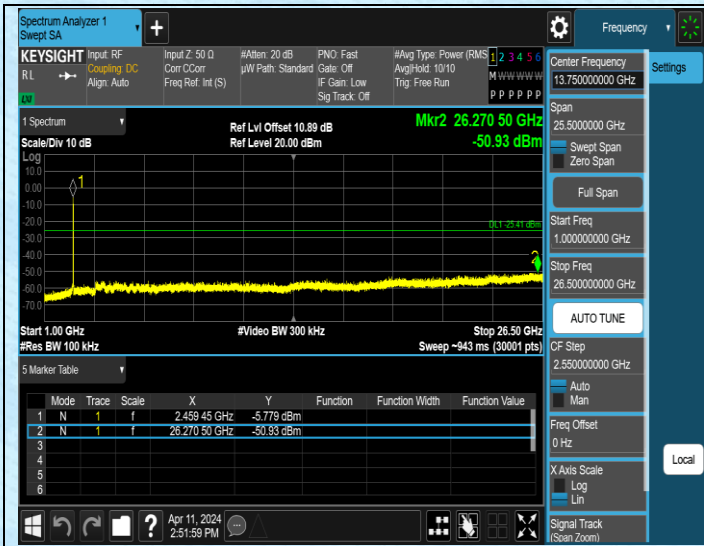 Spectrum Analyzer 1
Swept SA
+
Frequency
KEYSIGHT
RL
LXI
Input: RF
Coupling: DC
Align: Auto
Input Z: 50 Ω
Corr CCorr
Freq Ref: Int (S)
#Atten: 20 dB
µW Path: Standard
PNO: Fast
Gate: Off
IF Gain: Low
Sig Track: Off
#Avg Type: Power (RMS
Avg|Hold: 10/10
Trig: Free Run
1 2 3 4 5 6
M W W W W W
P P P P P P
1 Spectrum
Scale/Div 10 dB
Ref Lvl Offset 10.89 dB
Ref Level 20.00 dBm
Mkr2 26.270 50 GHz
-50.93 dBm
Log
10.0
0.00
-10.0
-20.0
-30.0
-40.0
-50.0
-60.0
-70.0
1
DL1 -25.41 dBm
2
Start 1.00 GHz
#Res BW 100 kHz
#Video BW 300 kHz
Stop 26.50 GHz
Sweep ~943 ms (30001 pts)
5 Marker Table
Mode Trace Scale X Y Function Function Width Function Value
1 N 1 f 2.459 45 GHz -5.779 dBm
2 N 1 f 26.270 50 GHz -50.93 dBm
3
4
5
6
?
Apr 11, 2024
2:51:59 PM
Center Frequency
13.750000000 GHz
Settings
Span
25.5000000 GHz
Swept Span
Zero Span
Full Span
Start Freq
1.000000000 GHz
Stop Freq
26.500000000 GHz
AUTO TUNE
CF Step
2.550000000 GHz
Auto
Man
Freq Offset
0 Hz
Local
X Axis Scale
Log
Lin
Signal Track
(Span Zoom)